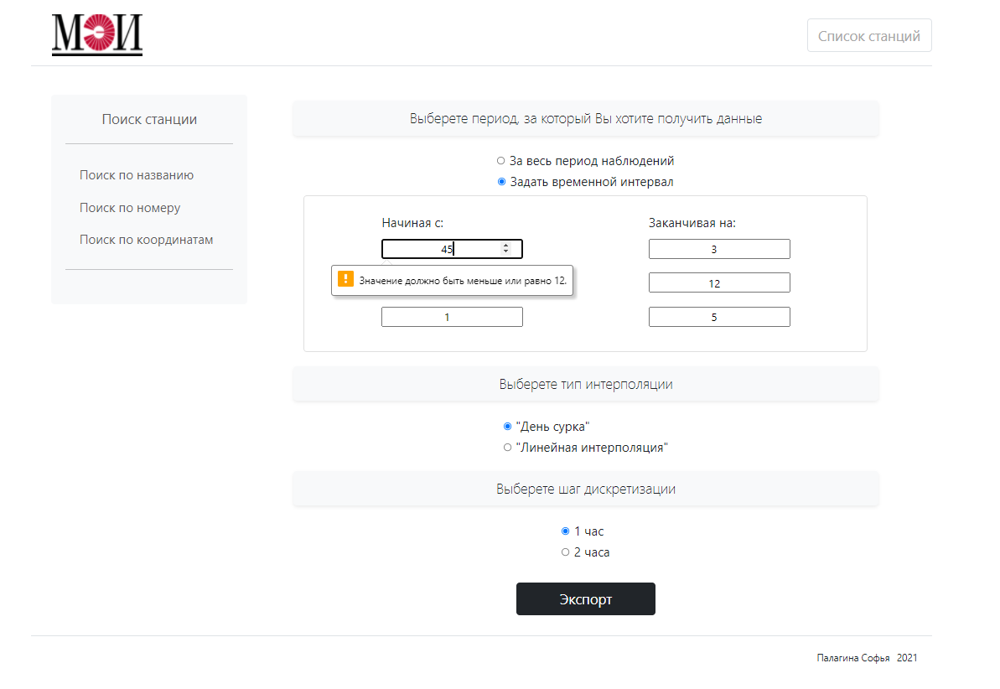 МЭИ
Список станций
Поиск станции
Поиск по названию
Поиск по номеру
Поиск по координатам
Выберете период, за который Вы хотите получить данные
За весь период наблюдений
Задать временной интервал
Начиная с:
Заканчивая на:
45
3
! Значение должно быть меньше или равно 12.
12
1
5
Выберете тип интерполяции
"День сурка"
"Линейная интерполяция"
Выберете шаг дискретизации
1 час
2 часа
Экспорт
Палагина Софья 2021